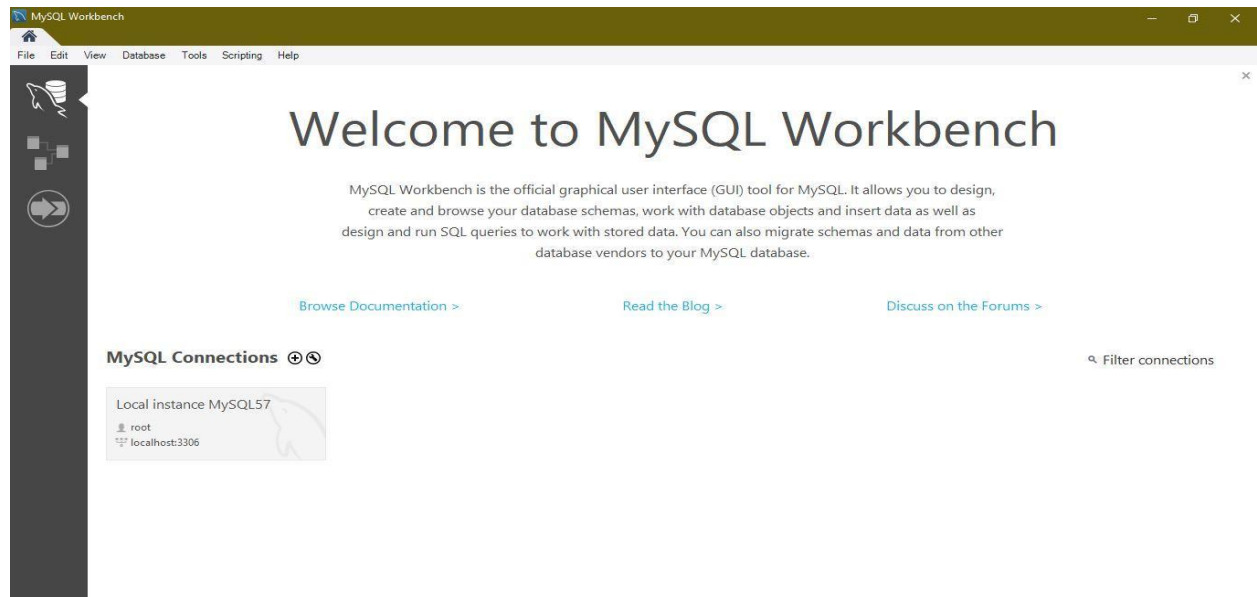 MySQL Workbench
File Edit View Database Tools Scripting Help
Welcome to MySQL Workbench
MySQL Workbench is the official graphical user interface (GUI) tool for MySQL. It allows you to design,
create and browse your database schemas, work with database objects and insert data as well as
design and run SQL queries to work with stored data. You can also migrate schemas and data from other
database vendors to your MySQL database.
Browse Documentation > Read the Blog > Discuss on the Forums >
MySQL Connections Filter connections
Local instance MySQL57
root
localhost:3306